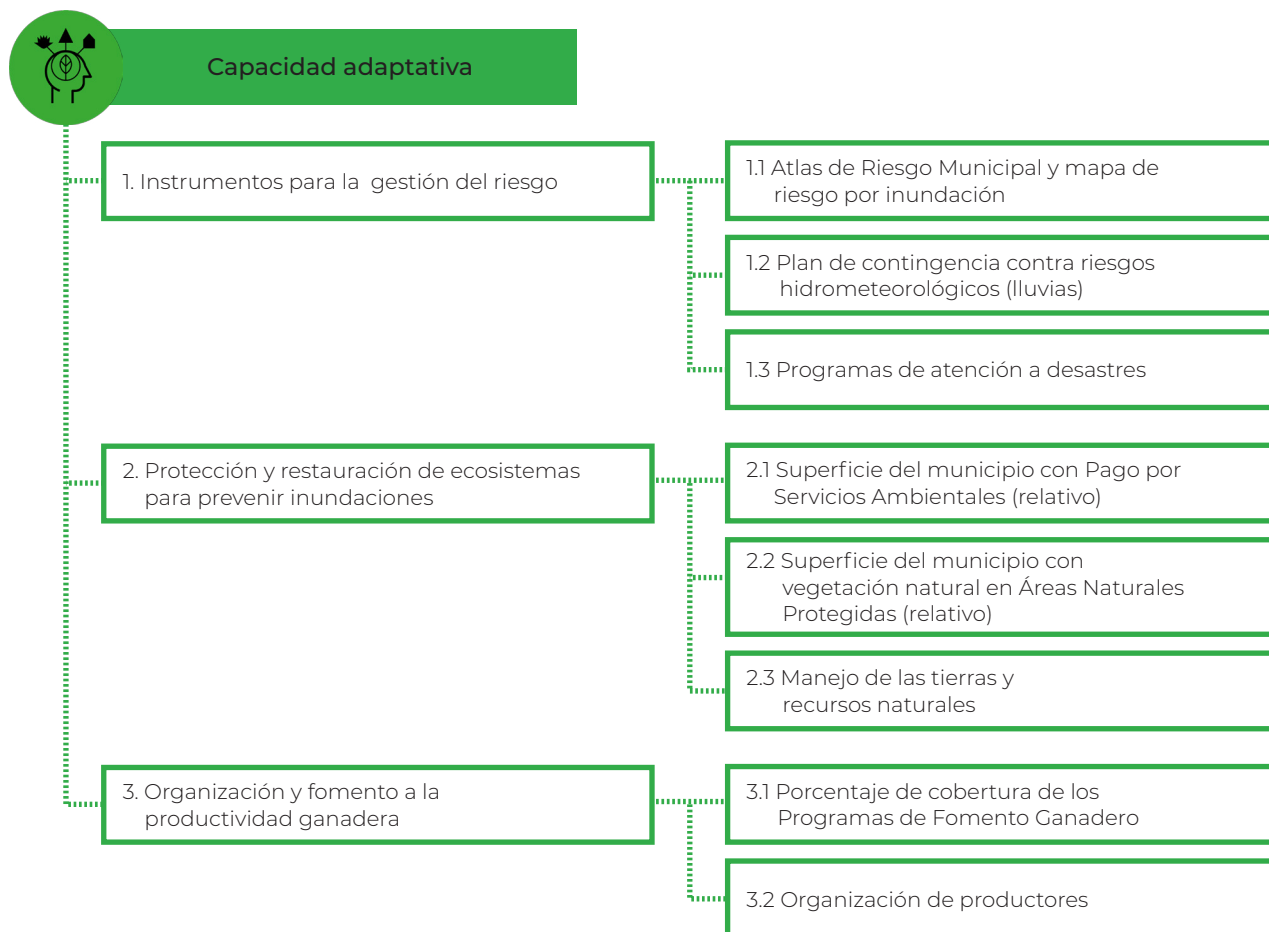 Capacidad adaptativa
1. Instrumentos para la gestión del riesgo
1.1 Atlas de Riesgo Municipal y mapa de
riesgo por inundación
1.2 Plan de contingencia contra riesgos
hidrometeorológicos (lluvias)
1.3 Programas de atención a desastres
2. Protección y restauración de ecosistemas
para prevenir inundaciones
2.1 Superficie del municipio con Pago por
Servicios Ambientales (relativo)
2.2 Superficie del municipio con
vegetación natural en Áreas Naturales
Protegidas (relativo)
2.3 Manejo de las tierras y
recursos naturales
3. Organización y fomento a la
productividad ganadera
3.1 Porcentaje de cobertura de los
Programas de Fomento Ganadero
3.2 Organización de productores